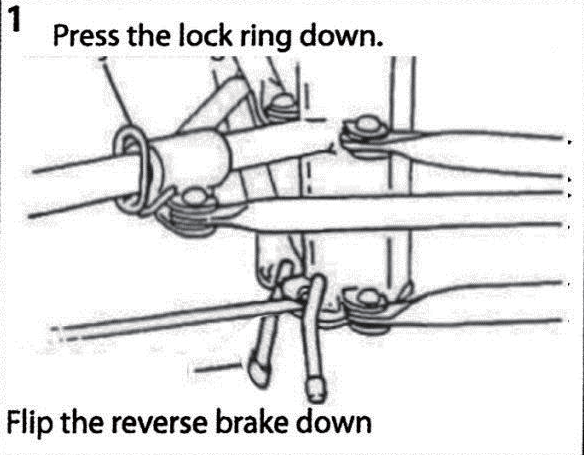 1
Press the lock ring down.
Flip the reverse brake down